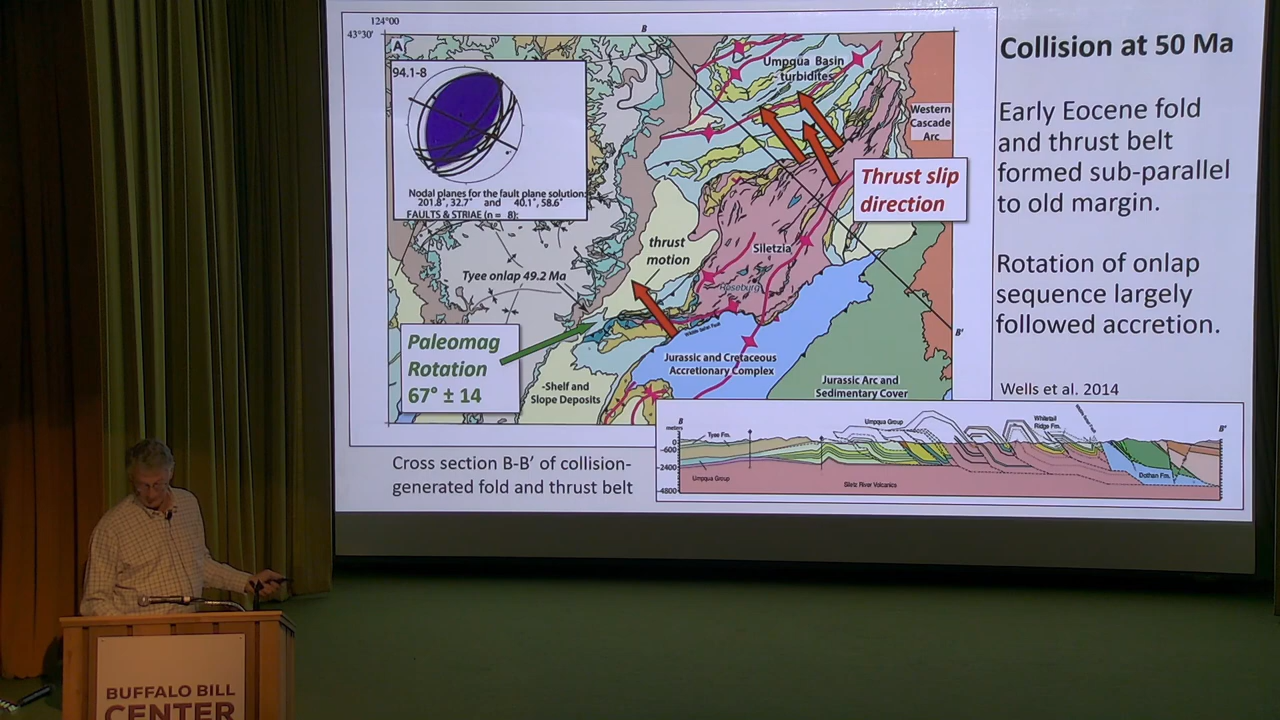 124°00
43°30'
B
A
94.1-8
Nodal planes for the fault plane solution:
201.8°, 32.7° and 40.1°, 58.6°
FAULTS & STRIAE (n = 8):
Umpqua Basin
turbidites
Western
Cascade
Arc
Thrust slip
direction
thrust
motion
Siletzia
Roseburg
Tyee onlap 49.2 Ma
Paleomag
Rotation
67° ± 14
-Shelf and
Slope Deposits
Jurassic and Cretaceous
Accretionary Complex
Jurassic Arc and
Sedimentary Cover
B'
Collision at 50 Ma
Early Eocene fold
and thrust belt
formed sub-parallel
to old margin.
Rotation of onlap
sequence largely
followed accretion.
Wells et al. 2014
Cross section B-B' of collision-
generated fold and thrust belt
B
meters
0
-600
-2400
-4800
Tyee Fm.
Umpqua Group
Umpqua Group
Whitetail
Ridge Fm.
Siletz River Volcanics
Dothan Fm.
B'
BUFFALO BILL
CENTER